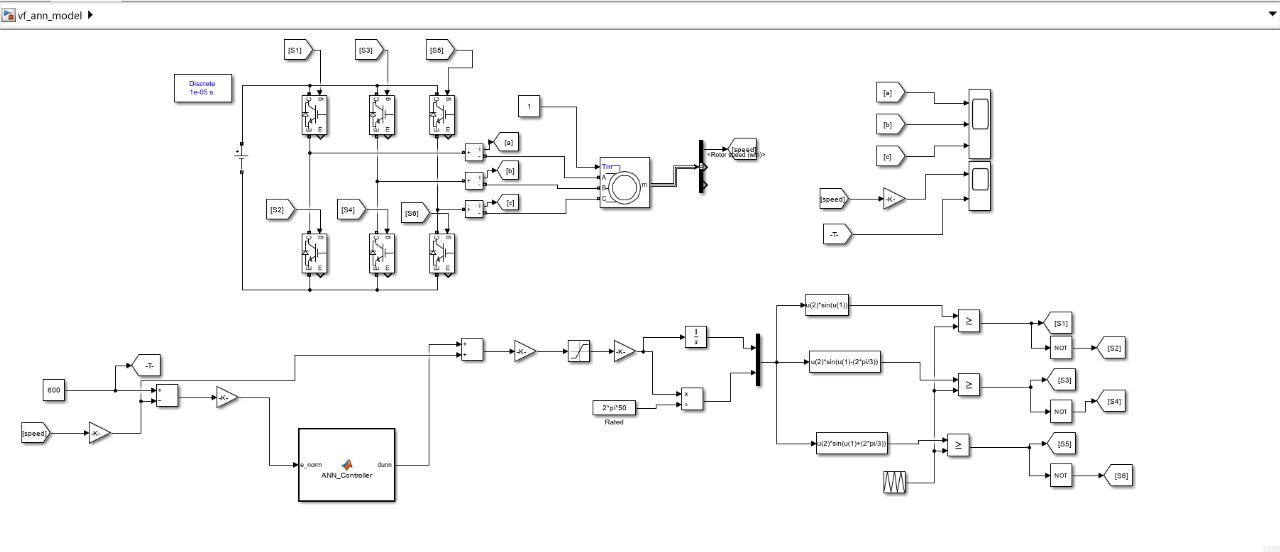 vf_ann_model
[S1]
[S3]
[S5]
Discrete
1e-05 s.
[S2]
[S4]
[S6]
+
1
[a]
[b]
[c]
Tm
A
B
C
m
[speed]
<Rotor speed (wm)>
[a]
[b]
[c]
[speed]
-K-
-T-
-T-
600
[speed]
-K-
-K-
e_norm
dunn
ANN_Controller
-K-
-K-
1
s
2*pi*50
Rated
×
÷
u(2)*sin(u(1))
u(2)*sin(u(1)-(2*pi/3))
u(2)*sin(u(1)+(2*pi/3))
≥
≥
≥
NOT
NOT
NOT
[S1]
[S2]
[S3]
[S4]
[S5]
[S6]